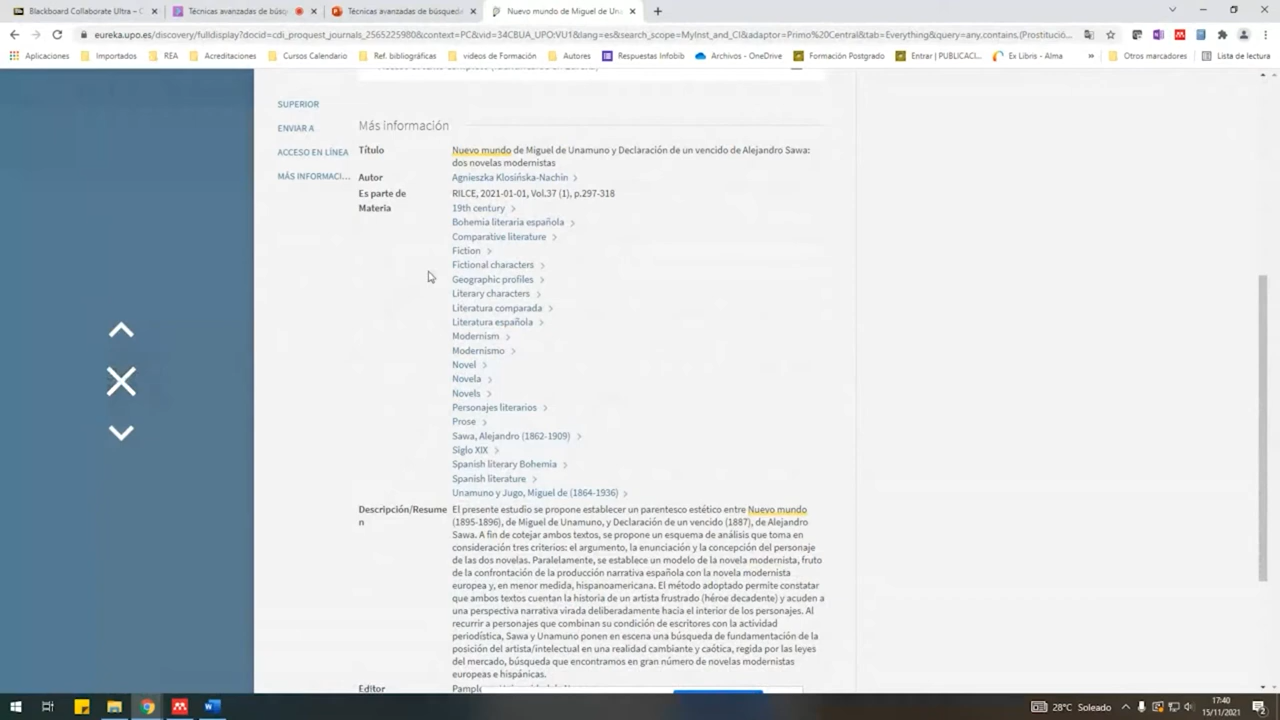 Blackboard Collaborate Ultra – C
Técnicas avanzadas de búsq
Técnicas avanzadas de búsqueda
Nuevo mundo de Miguel de Un
eureka.upo.es/discovery/fulldisplay?docid=cdi_proquest_journals_2565225980&context=PC&vid=34CBUA_UPO:VU1&lang=es&search_scope=MyInst_and_CI&adaptor=Primo%20Central&tab=Everything&query=any,contains,(Prostitució...
Aplicaciones
Importados
REA
Acreditaciones
Cursos Calendario
Ref. bibliográficas
videos de Formación
Autores
Respuestas Infobib
Archivos - OneDrive
Formación Postgrado
Entrar | PUBLICACI...
Ex Libris - Alma
»
Otros marcadores
Lista de lectura
SUPERIOR
ENVIAR A
ACCESO EN LÍNEA
MÁS INFORMACI...
Más información
Título Nuevo mundo de Miguel de Unamuno y Declaración de un vencido de Alejandro Sawa:
dos novelas modernistas
Autor Agnieszka Klosińska-Nachin >
Es parte de RILCE, 2021-01-01, Vol.37 (1), p.297-318
Materia 19th century >
Bohemia literaria española >
Comparative literature >
Fiction >
Fictional characters >
Geographic profiles >
Literary characters >
Literatura comparada >
Literatura española >
Modernism >
Modernismo >
Novel >
Novela >
Novels >
Personajes literarios >
Prose >
Sawa, Alejandro (1862-1909) >
Siglo XIX >
Spanish literary Bohemia >
Spanish literature >
Unamuno y Jugo, Miguel de (1864-1936) >
Descripción/Resume El presente estudio se propone establecer un parentesco estético entre Nuevo mundo
n (1895-1896), de Miguel de Unamuno, y Declaración de un vencido (1887), de Alejandro
Sawa. A fin de cotejar ambos textos, se propone un esquema de análisis que toma en
consideración tres criterios: el argumento, la enunciación y la concepción del personaje
de las dos novelas. Paralelamente, se establece un modelo de la novela modernista, fruto
de la confrontación de la producción narrativa española con la novela modernista
europea y, en menor medida, hispanoamericana. El método adoptado permite constatar
que ambos textos cuentan la historia de un artista frustrado (héroe decadente) y acuden a
una perspectiva narrativa virada deliberadamente hacia el interior de los personajes. Al
recurrir a personajes que combinan su condición de escritores con la actividad
periodística, Sawa y Unamuno ponen en escena una búsqueda de fundamentación de la
posición del artista/intelectual en una realidad cambiante y caótica, regida por las leyes
del mercado, búsqueda que encontramos en gran número de novelas modernistas
europeas e hispánicas.
Editor
28°C Soleado
17:40
15/11/2021